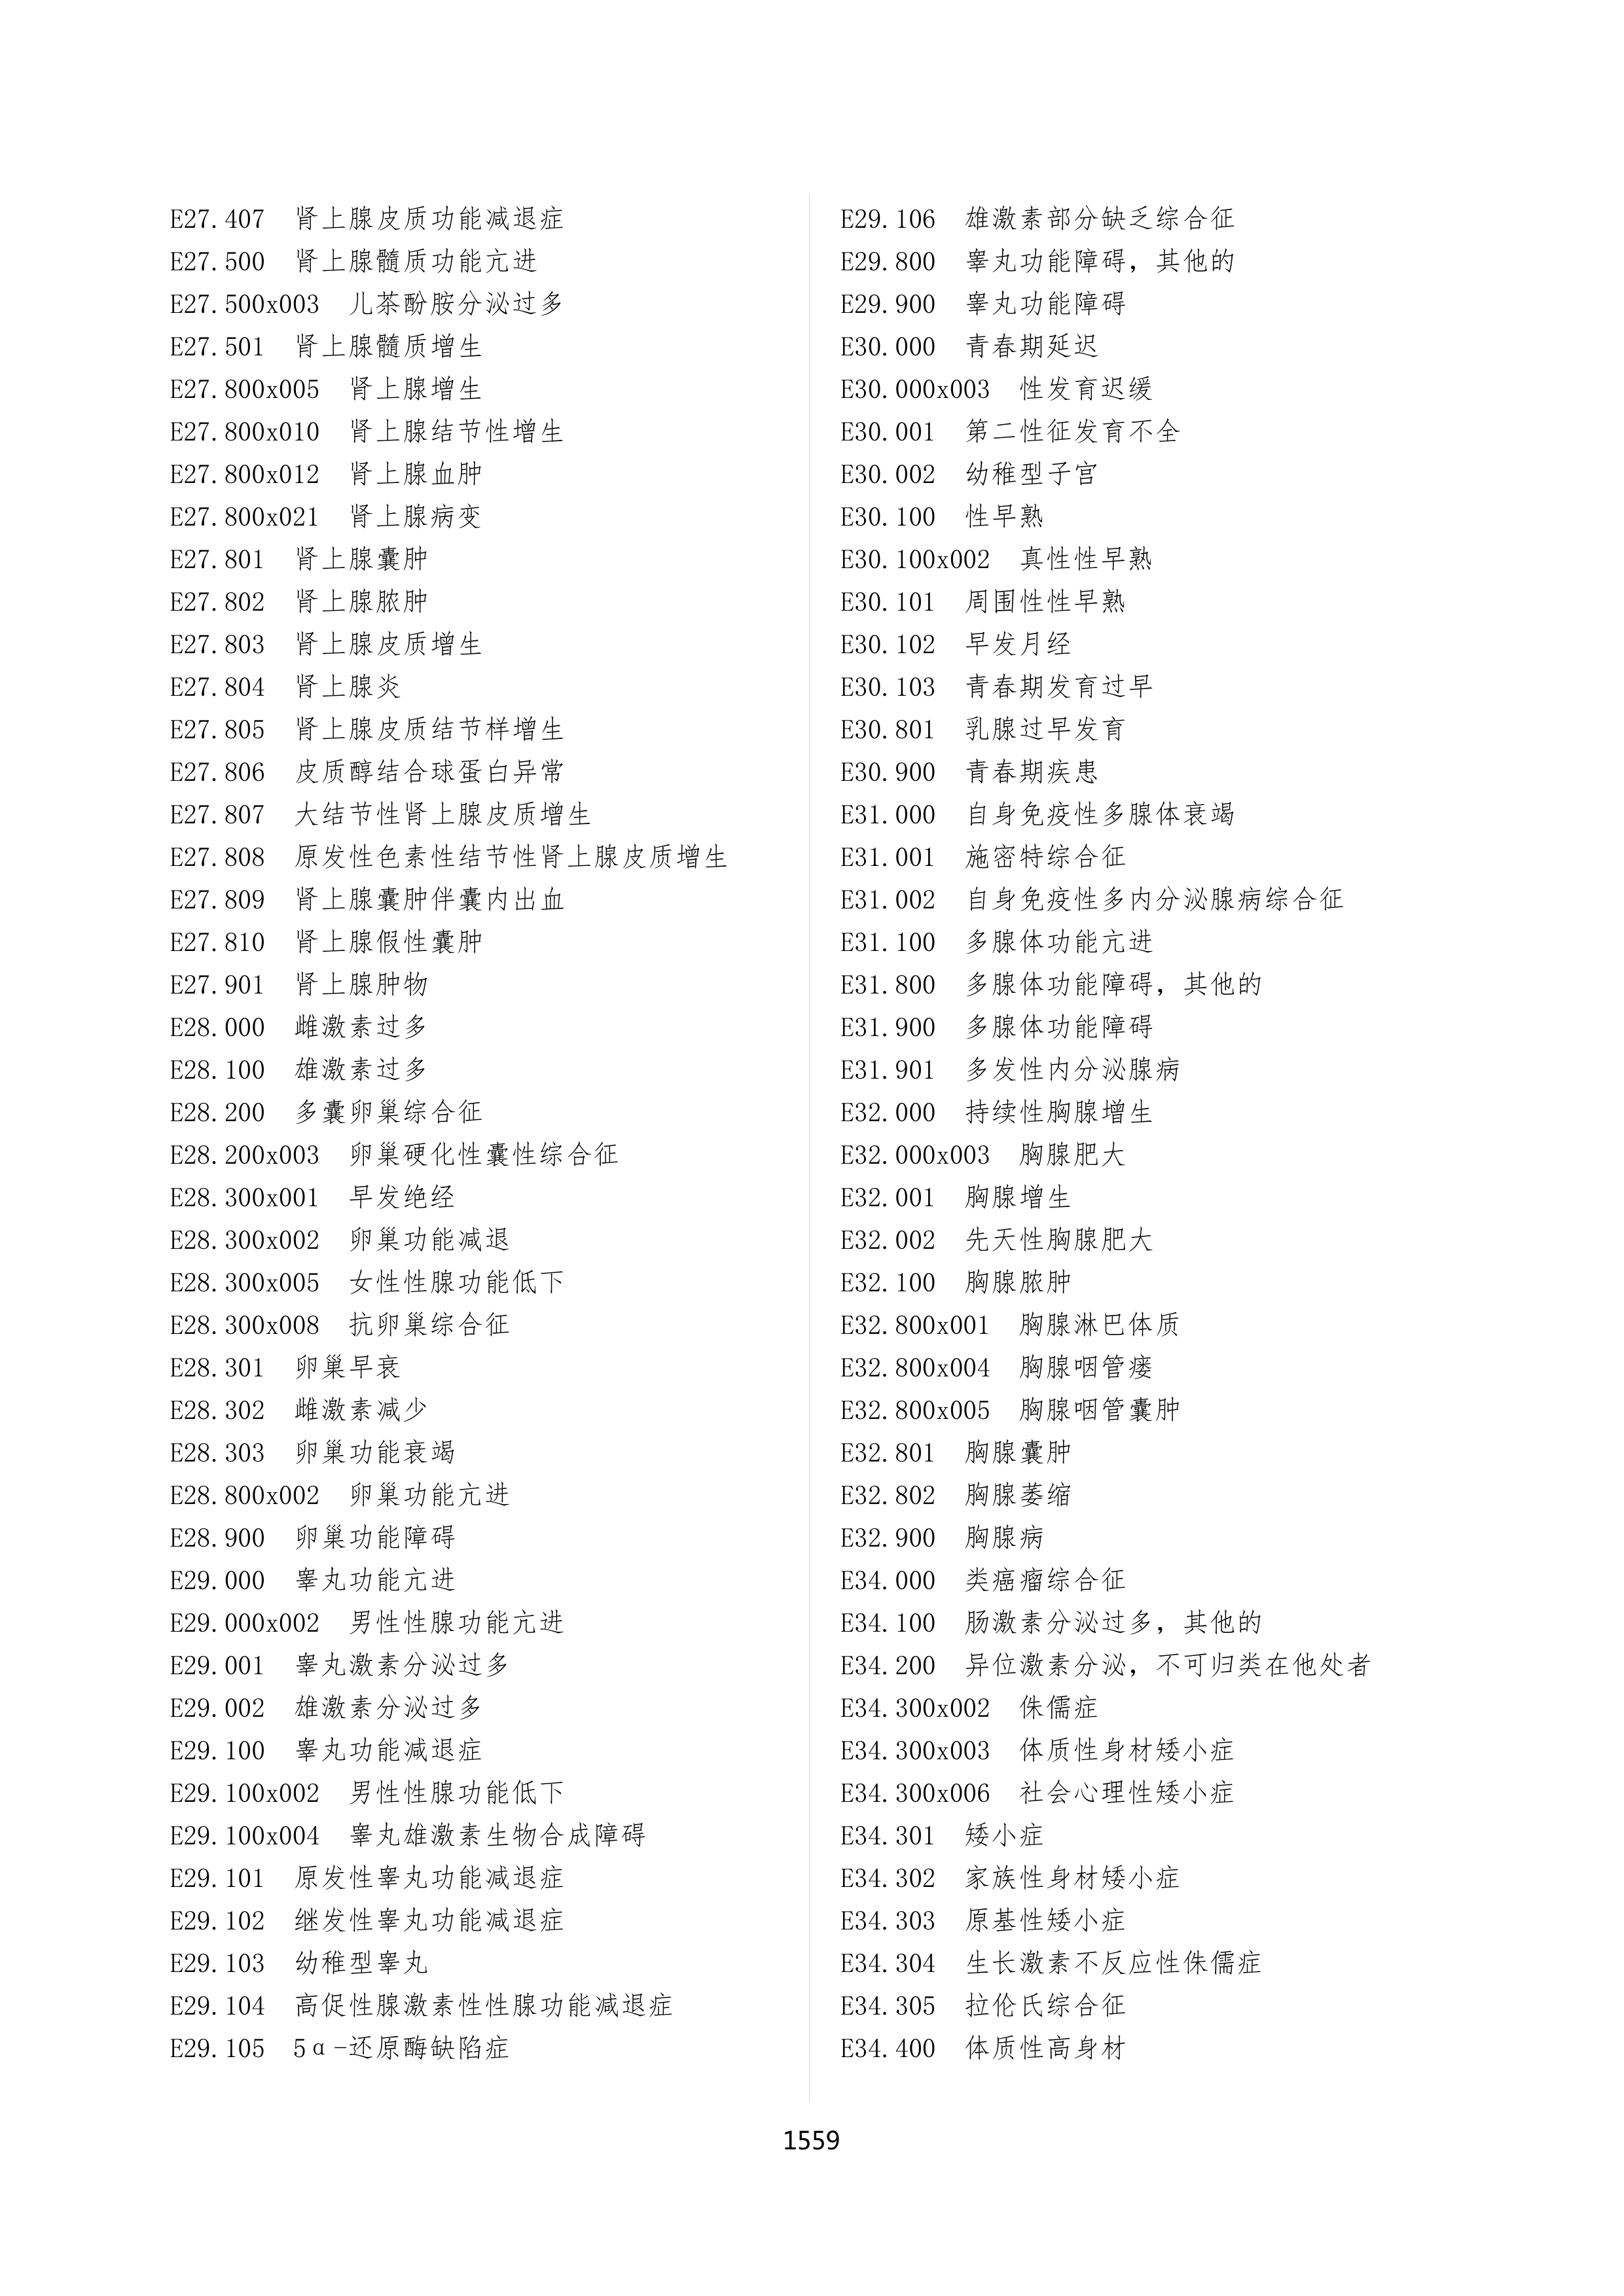 E27.407 肾上腺皮质功能减退症
E27.500 肾上腺髓质功能亢进
E27.500x003 儿茶酚胺分泌过多
E27.501 肾上腺髓质增生
E27.800x005 肾上腺增生
E27.800x010 肾上腺结节性增生
E27.800x012 肾上腺血肿
E27.800x021 肾上腺病变
E27.801 肾上腺囊肿
E27.802 肾上腺脓肿
E27.803 肾上腺皮质增生
E27.804 肾上腺炎
E27.805 肾上腺皮质结节样增生
E27.806 皮质醇结合球蛋白异常
E27.807 大结节性肾上腺皮质增生
E27.808 原发性色素性结节性肾上腺皮质增生
E27.809 肾上腺囊肿伴囊内出血
E27.810 肾上腺假性囊肿
E27.901 肾上腺肿物
E28.000 雌激素过多
E28.100 雄激素过多
E28.200 多囊卵巢综合征
E28.200x003 卵巢硬化性囊性综合征
E28.300x001 早发绝经
E28.300x002 卵巢功能减退
E28.300x005 女性性腺功能低下
E28.300x008 抗卵巢综合征
E28.301 卵巢早衰
E28.302 雌激素减少
E28.303 卵巢功能衰竭
E28.800x002 卵巢功能亢进
E28.900 卵巢功能障碍
E29.000 睾丸功能亢进
E29.000x002 男性性腺功能亢进
E29.001 睾丸激素分泌过多
E29.002 雄激素分泌过多
E29.100 睾丸功能减退症
E29.100x002 男性性腺功能低下
E29.100x004 睾丸雄激素生物合成障碍
E29.101 原发性睾丸功能减退症
E29.102 继发性睾丸功能减退症
E29.103 幼稚型睾丸
E29.104 高促性腺激素性性腺功能减退症
E29.105 5α-还原酶缺陷症
E29.106 雄激素部分缺乏综合征
E29.800 睾丸功能障碍，其他的
E29.900 睾丸功能障碍
E30.000 青春期延迟
E30.000x003 性发育迟缓
E30.001 第二性征发育不全
E30.002 幼稚型子宫
E30.100 性早熟
E30.100x002 真性性早熟
E30.101 周围性性早熟
E30.102 早发月经
E30.103 青春期发育过早
E30.801 乳腺过早发育
E30.900 青春期疾患
E31.000 自身免疫性多腺体衰竭
E31.001 施密特综合征
E31.002 自身免疫性多内分泌腺病综合征
E31.100 多腺体功能亢进
E31.800 多腺体功能障碍，其他的
E31.900 多腺体功能障碍
E31.901 多发性内分泌腺病
E32.000 持续性胸腺增生
E32.000x003 胸腺肥大
E32.001 胸腺增生
E32.002 先天性胸腺肥大
E32.100 胸腺脓肿
E32.800x001 胸腺淋巴体质
E32.800x004 胸腺咽管瘘
E32.800x005 胸腺咽管囊肿
E32.801 胸腺囊肿
E32.802 胸腺萎缩
E32.900 胸腺病
E34.000 类癌瘤综合征
E34.100 肠激素分泌过多，其他的
E34.200 异位激素分泌，不可归类在他处者
E34.300x002 侏儒症
E34.300x003 体质性身材矮小症
E34.300x006 社会心理性矮小症
E34.301 矮小症
E34.302 家族性身材矮小症
E34.303 原基性矮小症
E34.304 生长激素不反应性侏儒症
E34.305 拉伦氏综合征
E34.400 体质性高身材
1559